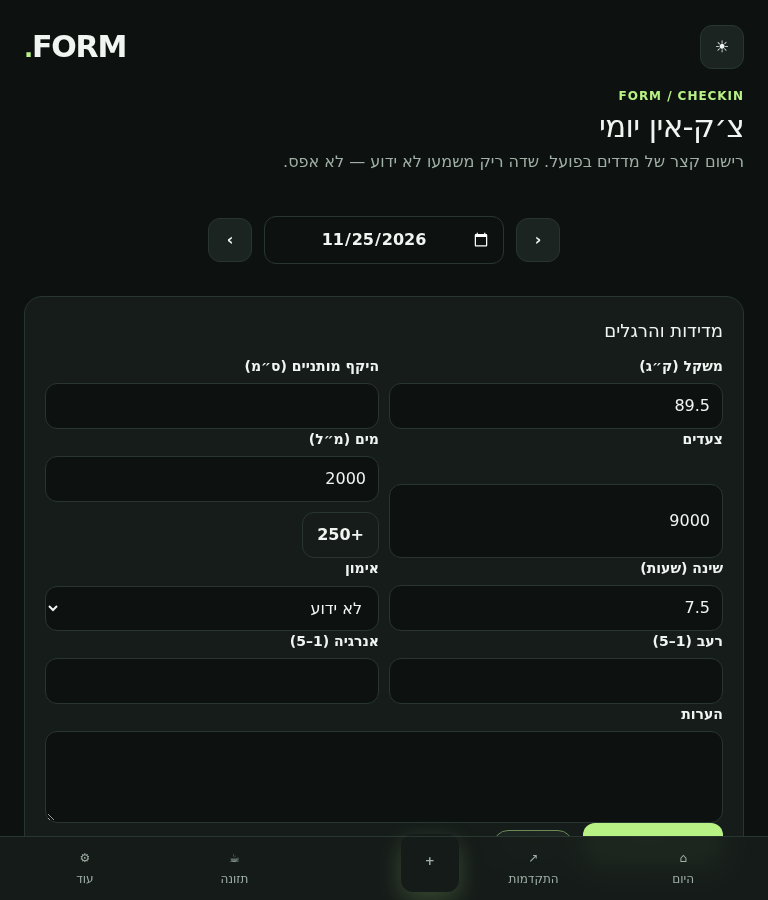 .FORM
FORM / CHECKIN
צ׳ק-אין יומי
רישום קצר של מדדים בפועל. שדה ריק משמעו לא ידוע — לא אפס.
11/25/2026
מדידות והרגלים
משקל (ק״ג)
89.5
היקף מותניים (ס״מ)
צעדים
9000
מים (מ״ל)
2000
+250
שינה (שעות)
7.5
אימון
לא ידוע
רעב (1–5)
אנרגיה (1–5)
הערות
היום
התקדמות
+
תזונה
עוד